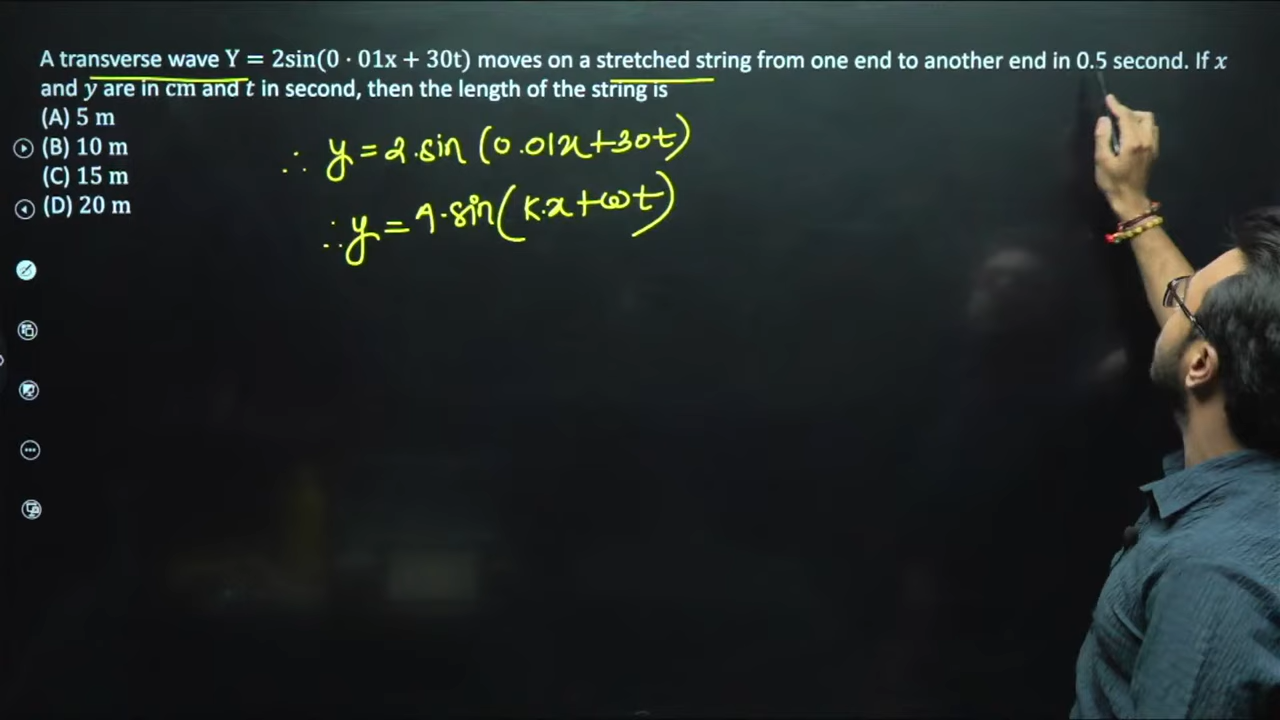 A transverse wave Y = 2sin(0 · 01x + 30t) moves on a stretched string from one end to another end in 0.5 second. If x
and y are in cm and t in second, then the length of the string is
(A) 5 m
(B) 10 m
(C) 15 m
(D) 20 m
∴ y = 2.sin (0.01x+30t)
∴ y = A.sin (K.x+ωt)